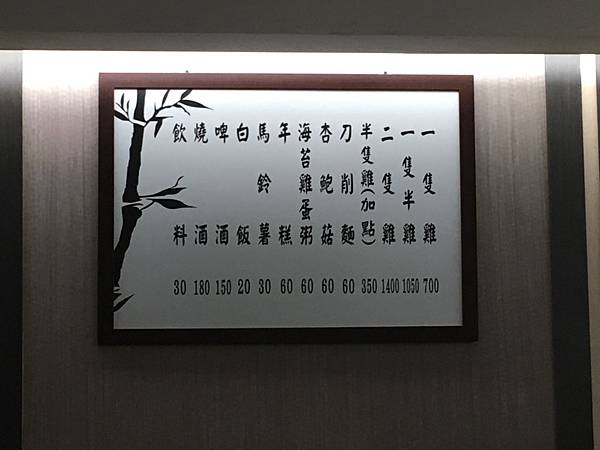 一隻雞 700
一隻半雞 1050
二隻雞 1400
半隻雞(加點) 350
刀削麵 60
杏鮑菇 60
海苔雞蛋粥 60
年糕 60
馬鈴薯 30
白飯 20
啤酒 150
燒酒 180
飲料 30